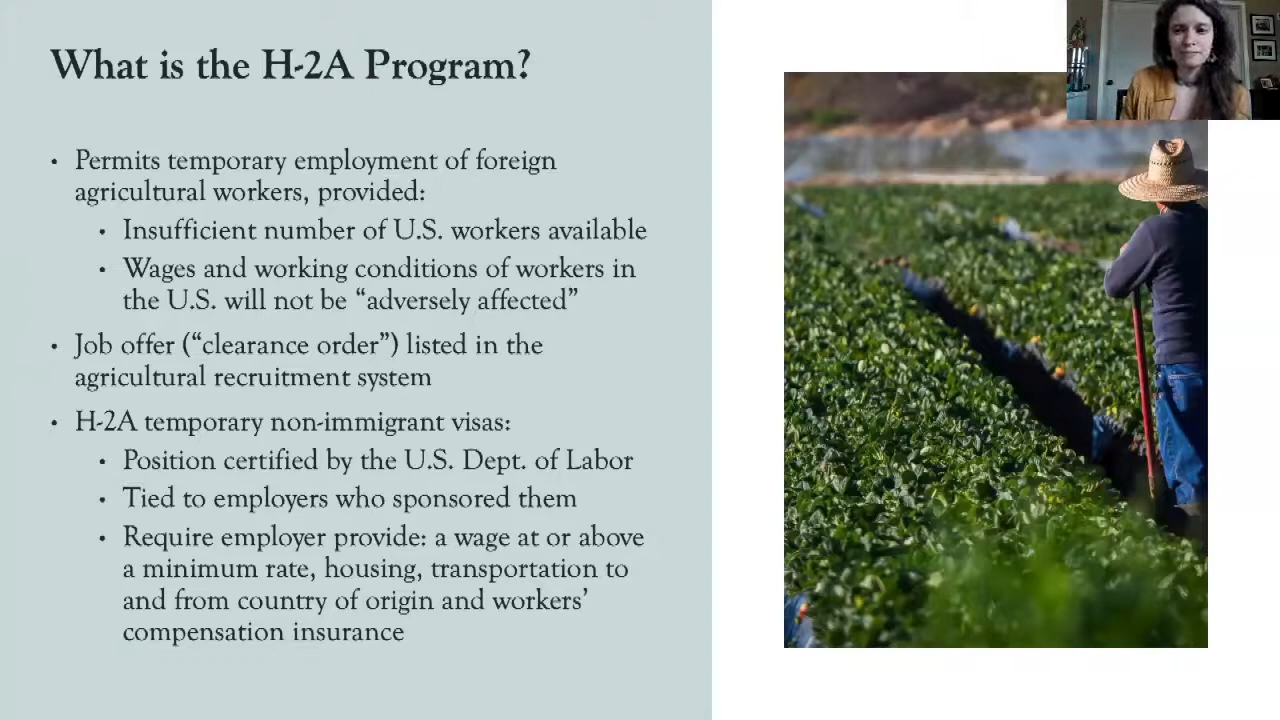 What is the H-2A Program?
• Permits temporary employment of foreign
agricultural workers, provided:
• Insufficient number of U.S. workers available
• Wages and working conditions of workers in
the U.S. will not be “adversely affected”
• Job offer (“clearance order”) listed in the
agricultural recruitment system
• H-2A temporary non-immigrant visas:
• Position certified by the U.S. Dept. of Labor
• Tied to employers who sponsored them
• Require employer provide: a wage at or above
a minimum rate, housing, transportation to
and from country of origin and workers’
compensation insurance